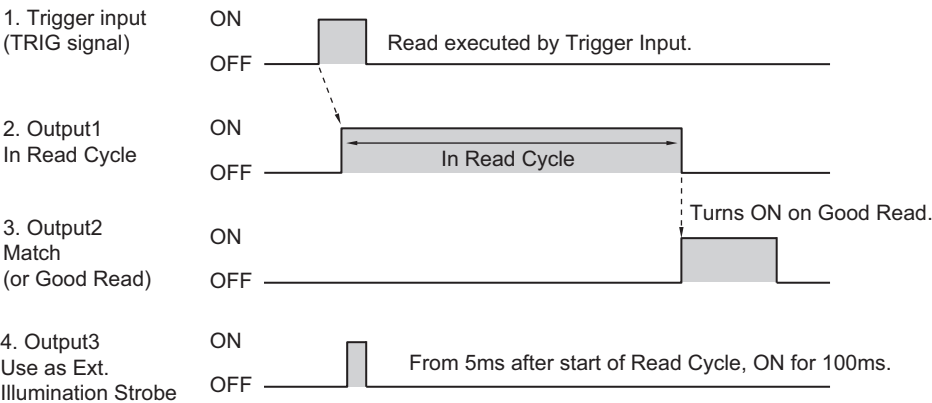 1. Trigger input
(TRIG signal)
ON
OFF
Read executed by Trigger Input.
2. Output1
In Read Cycle
ON
OFF
In Read Cycle
3. Output2
Match
(or Good Read)
ON
OFF
Turns ON on Good Read.
4. Output3
Use as Ext.
Illumination Strobe
ON
OFF
From 5ms after start of Read Cycle, ON for 100ms.